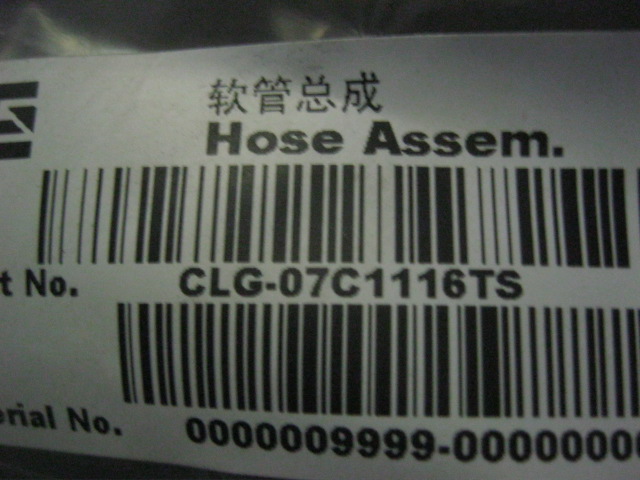 软管总成
Hose Assem.
t No. CLG-07C1116TS
erial No. 0000009999-0000000